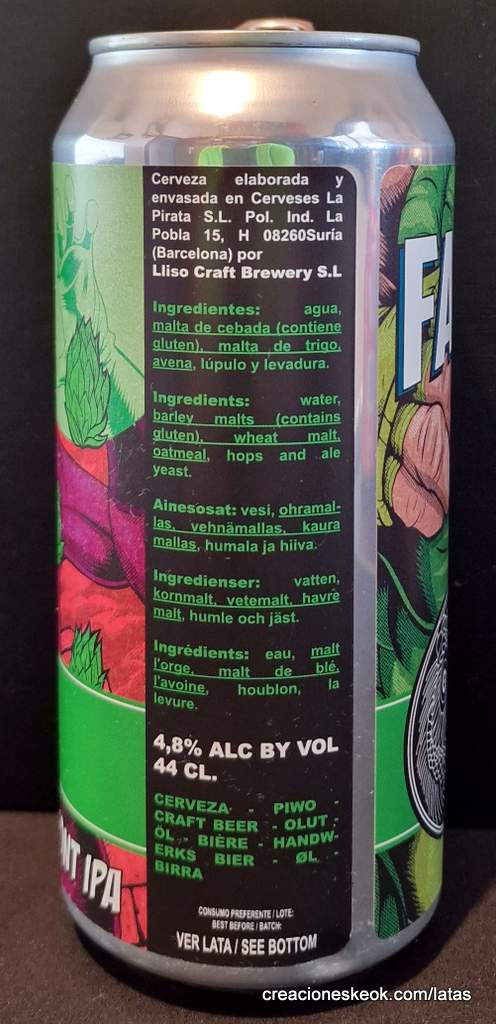 Cerveza elaborada y
envasada en Cerveses La
Pirata S.L. Pol. Ind. La
Pobla 15, H 08260Suría
(Barcelona) por
Lliso Craft Brewery S.L
Ingredientes: agua,
malta de cebada (contiene
gluten), malta de trigo,
avena, lúpulo y levadura.
Ingredients: water,
barley malts (contains
gluten), wheat malt,
oatmeal, hops and ale
yeast.
Ainesosat: vesi, ohramal-
las, vehnämallas, kaura
mallas, humala ja hiiva.
Ingredienser: vatten,
kornmalt, vetemalt, havre
malt, humle och jäst.
Ingrédients: eau, malt
l'orge, malt de blé,
l'avoine, houblon, la
levure.
4,8% ALC BY VOL
44 CL.
CERVEZA - PIWO -
CRAFT BEER - OLUT -
ÖL - BIÈRE - HANDW-
ERKS BIER - ØL -
BIRRA
CONSUMO PREFERENTE / LOTE:
BEST BEFORE / BATCH:
VER LATA / SEE BOTTOM
FA
NT IPA
creacioneskeok.com/latas